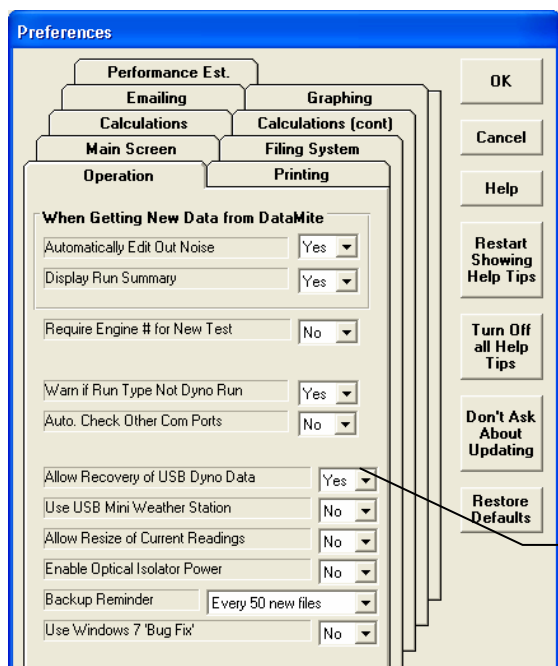 Preferences
Performance Est.
Emailing
Graphing
Calculations
Calculations (cont)
Main Screen
Filing System
Operation
Printing
When Getting New Data from DataMite
Automatically Edit Out Noise Yes
Display Run Summary Yes
Require Engine # for New Test No
Warn if Run Type Not Dyno Run Yes
Auto. Check Other Com Ports No
Allow Recovery of USB Dyno Data Yes
Use USB Mini Weather Station No
Allow Resize of Current Readings No
Enable Optical Isolator Power No
Backup Reminder Every 50 new files
Use Windows 7 'Bug Fix' No
OK
Cancel
Help
Restart
Showing
Help Tips
Turn Off
all Help
Tips
Don't Ask
About
Updating
Restore
Defaults